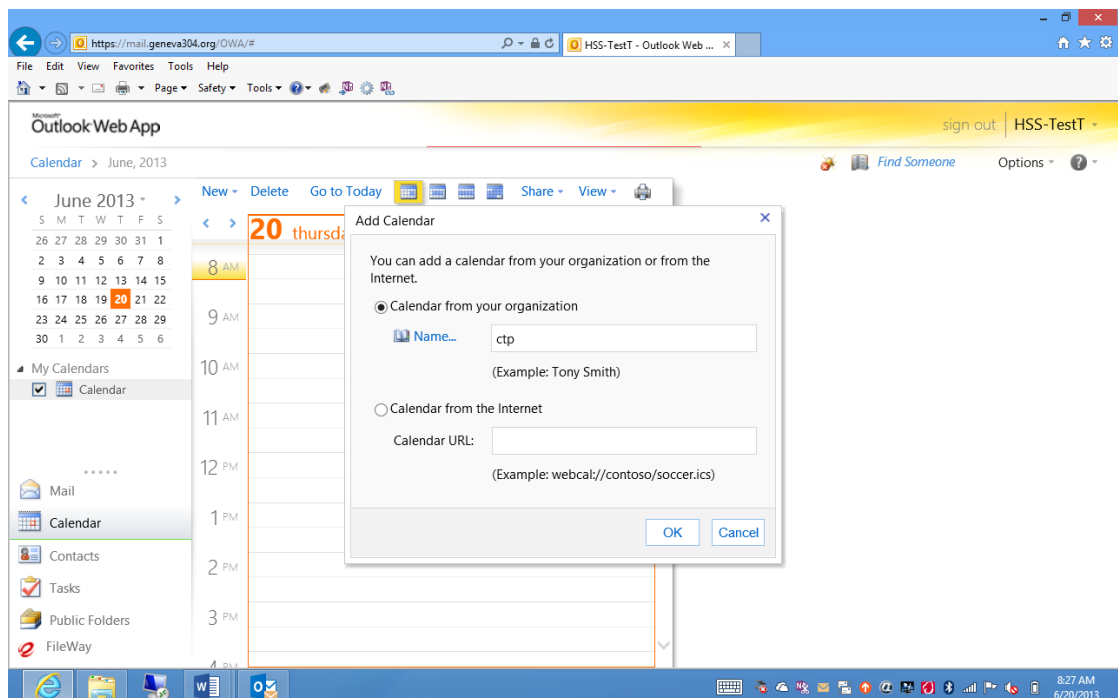 https://mail.geneva304.org/OWA/#
HSS-TestT - Outlook Web ...
File Edit View Favorites Tools Help
Page Safety Tools
Microsoft
Outlook Web App
sign out HSS-TestT
Calendar > June, 2013
Find Someone Options
June 2013
S M T W T F S
26 27 28 29 30 31 1
2 3 4 5 6 7 8
9 10 11 12 13 14 15
16 17 18 19 20 21 22
23 24 25 26 27 28 29
30 1 2 3 4 5 6
My Calendars
Calendar
Mail
Calendar
Contacts
Tasks
Public Folders
FileWay
New Delete Go to Today Share View
20 thursda
8 AM
9 AM
10 AM
11 AM
12 PM
1 PM
2 PM
3 PM
4 PM
Add Calendar
You can add a calendar from your organization or from the
Internet.
Calendar from your organization
Name... ctp
(Example: Tony Smith)
Calendar from the Internet
Calendar URL:
(Example: webcal://contoso/soccer.ics)
OK Cancel
8:27 AM
6/20/2013